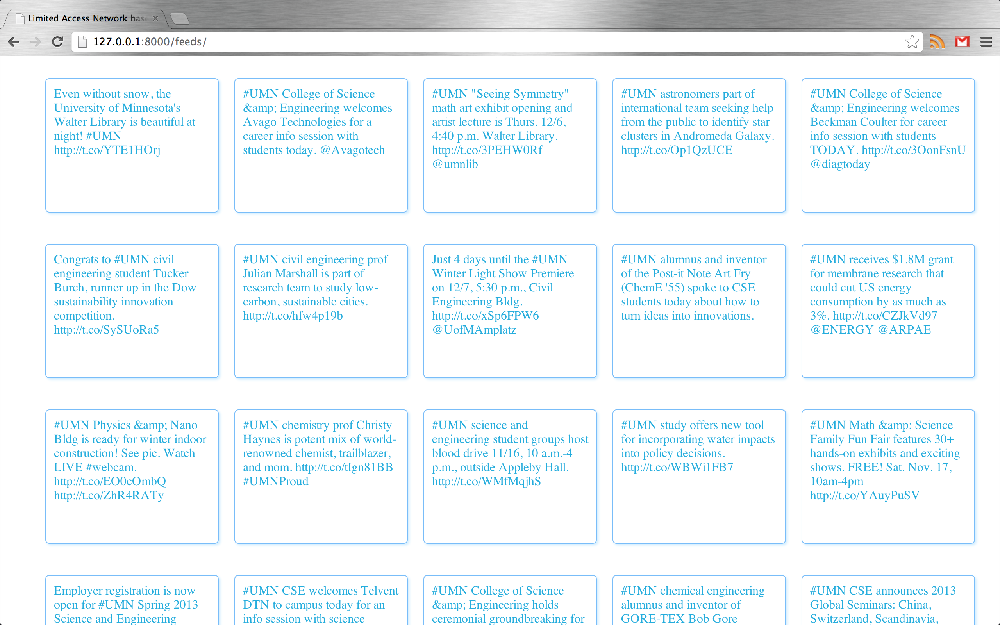 Limited Access Network bas
127.0.0.1:8000/feeds/
Even without snow, the
University of Minnesota's
Walter Library is beautiful at
night! #UMN
http://t.co/YTE1HOrj
#UMN College of Science
&amp; Engineering welcomes
Avago Technologies for a
career info session with
students today. @Avagotech
#UMN "Seeing Symmetry"
math art exhibit opening and
artist lecture is Thurs. 12/6,
4:40 p.m. Walter Library.
http://t.co/3PEHW0Rf
@umnlib
#UMN astronomers part of
international team seeking help
from the public to identify star
clusters in Andromeda Galaxy.
http://t.co/Op1QzUCE
#UMN College of Science
&amp; Engineering welcomes
Beckman Coulter for career
info session with students
TODAY. http://t.co/3OonFsnU
@diagtoday
Congrats to #UMN civil
engineering student Tucker
Burch, runner up in the Dow
sustainability innovation
competition.
http://t.co/SySUoRa5
#UMN civil engineering prof
Julian Marshall is part of
research team to study low-
carbon, sustainable cities.
http://t.co/hfw4p19b
Just 4 days until the #UMN
Winter Light Show Premiere
on 12/7, 5:30 p.m., Civil
Engineering Bldg.
http://t.co/xSp6FPW6
@UofMAmplatz
#UMN alumnus and inventor
of the Post-it Note Art Fry
(ChemE '55) spoke to CSE
students today about how to
turn ideas into innovations.
#UMN receives $1.8M grant
for membrane research that
could cut US energy
consumption by as much as
3%. http://t.co/CZJkVd97
@ENERGY @ARPAE
#UMN Physics &amp; Nano
Bldg is ready for winter indoor
construction! See pic. Watch
LIVE #webcam.
http://t.co/EO0cOmbQ
http://t.co/ZhR4RATy
#UMN chemistry prof Christy
Haynes is potent mix of world-
renowned chemist, trailblazer,
and mom. http://t.co/tIgn81BB
#UMNProud
#UMN science and
engineering student groups host
blood drive 11/16, 10 a.m.-4
p.m., outside Appleby Hall.
http://t.co/WMfMqjhS
#UMN study offers new tool
for incorporating water impacts
into policy decisions.
http://t.co/WBWi1FB7
#UMN Math &amp; Science
Family Fun Fair features 30+
hands-on exhibits and exciting
shows. FREE! Sat. Nov. 17,
10am-4pm
http://t.co/YAuyPuSV
Employer registration is now
open for #UMN Spring 2013
Science and Engineering
#UMN CSE welcomes Telvent
DTN to campus today for an
info session with science
#UMN College of Science
&amp; Engineering holds
ceremonial groundbreaking for
#UMN chemical engineering
alumnus and inventor of
GORE-TEX Bob Gore
#UMN CSE announces 2013
Global Seminars: China,
Switzerland, Scandinavia,